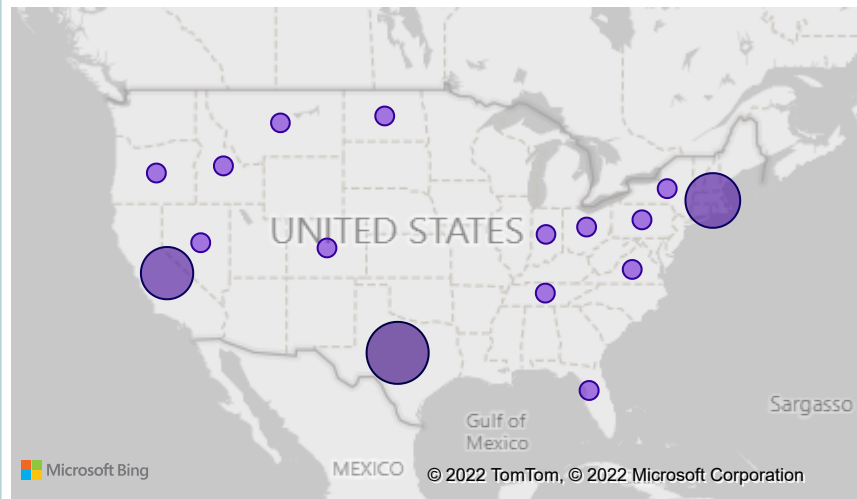 UNITED STATES
Sargasso
Gulf of
Mexico
MEXICO
Microsoft Bing
© 2022 TomTom, © 2022 Microsoft Corporation